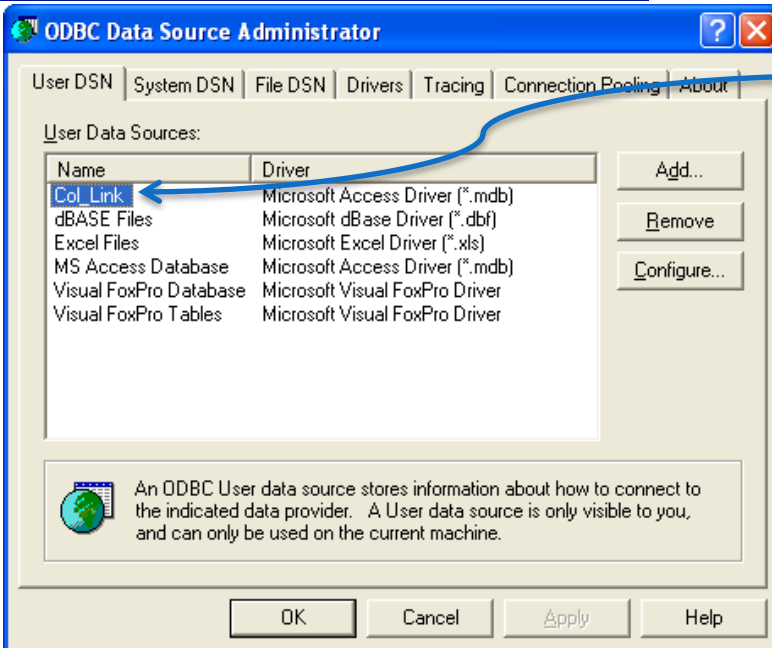 ODBC Data Source Administrator
User DSN System DSN File DSN Drivers Tracing Connection Pooling About
User Data Sources:
Name Driver
Col_Link Microsoft Access Driver (*.mdb)
dBASE Files Microsoft dBase Driver (*.dbf)
Excel Files Microsoft Excel Driver (*.xls)
MS Access Database Microsoft Access Driver (*.mdb)
Visual FoxPro Database Microsoft Visual FoxPro Driver
Visual FoxPro Tables Microsoft Visual FoxPro Driver
Add...
Remove
Configure...
An ODBC User data source stores information about how to connect to
the indicated data provider. A User data source is only visible to you,
and can only be used on the current machine.
OK Cancel Apply Help